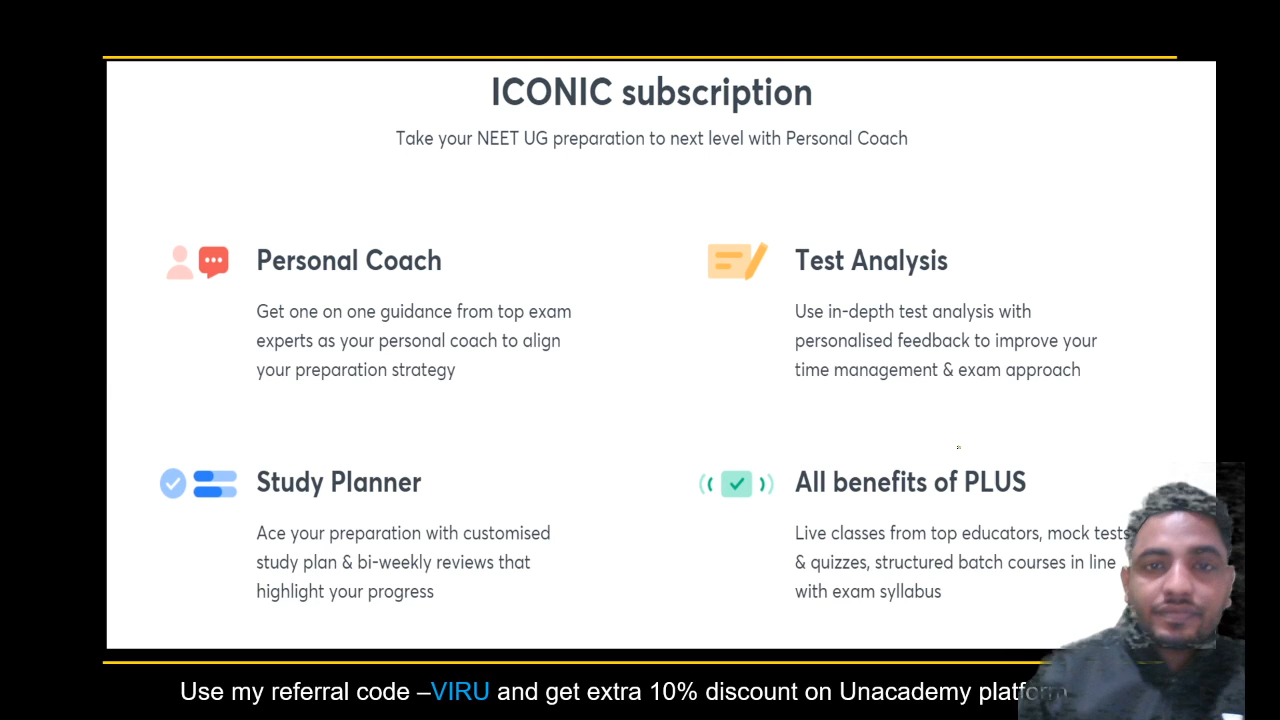 ICONIC subscription
Take your NEET UG preparation to next level with Personal Coach
Personal Coach
Get one on one guidance from top exam
experts as your personal coach to align
your preparation strategy
Test Analysis
Use in-depth test analysis with
personalised feedback to improve your
time management & exam approach
Study Planner
Ace your preparation with customised
study plan & bi-weekly reviews that
highlight your progress
All benefits of PLUS
Live classes from top educators, mock tests
& quizzes, structured batch courses in line
with exam syllabus
Use my referral code –VIRU and get extra 10% discount on Unacademy platform